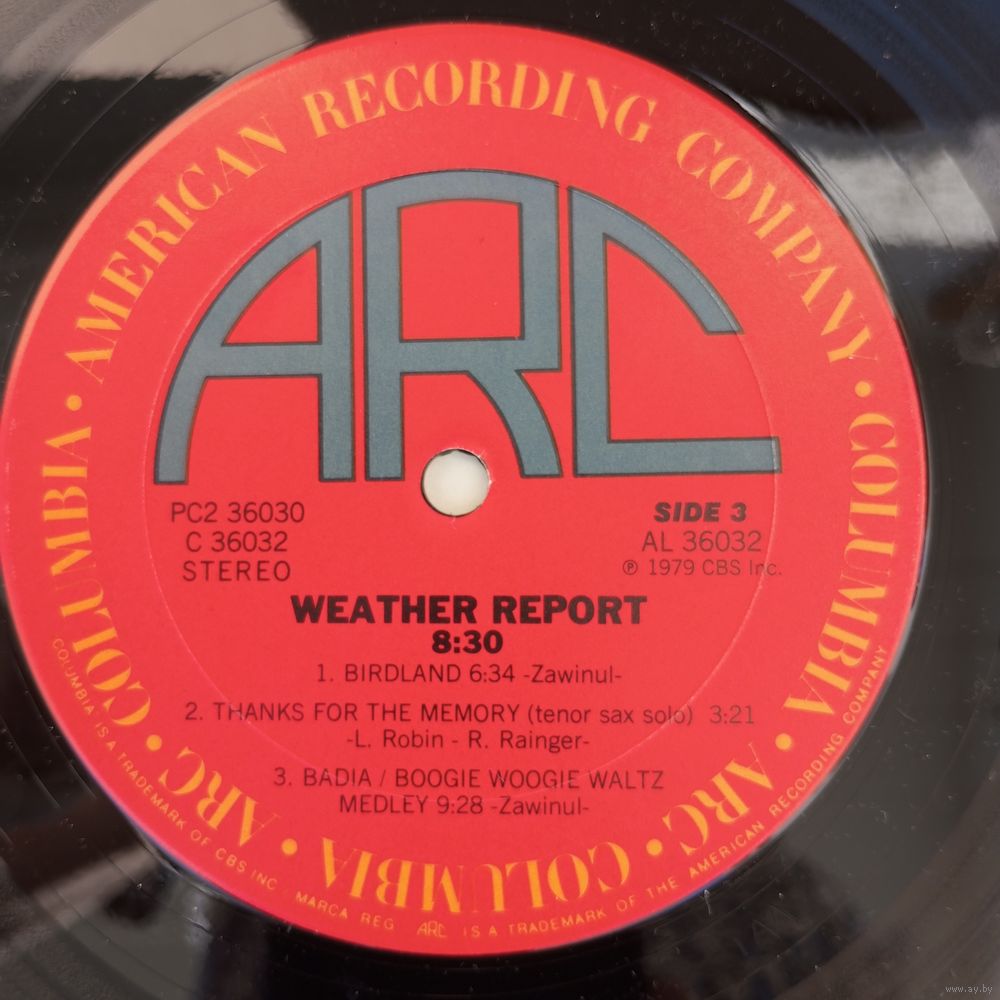 AMERICAN RECORDING COMPANY • COLUMBIA • ARC • COLUMBIA • ARC • COLUMBIA •
ARC
PC2 36030
C 36032
STEREO
SIDE 3
AL 36032
℗ 1979 CBS Inc.
WEATHER REPORT
8:30
1. BIRDLAND 6:34 -Zawinul-
2. THANKS FOR THE MEMORY (tenor sax solo) 3:21
-L. Robin - R. Rainger-
3. BADIA / BOOGIE WOOGIE WALTZ
MEDLEY 9:28 -Zawinul-
COLUMBIA IS A TRADEMARK OF CBS INC / MARCA REG ARC IS A TRADEMARK OF THE AMERICAN RECORDING COMPANY
www.ay.by